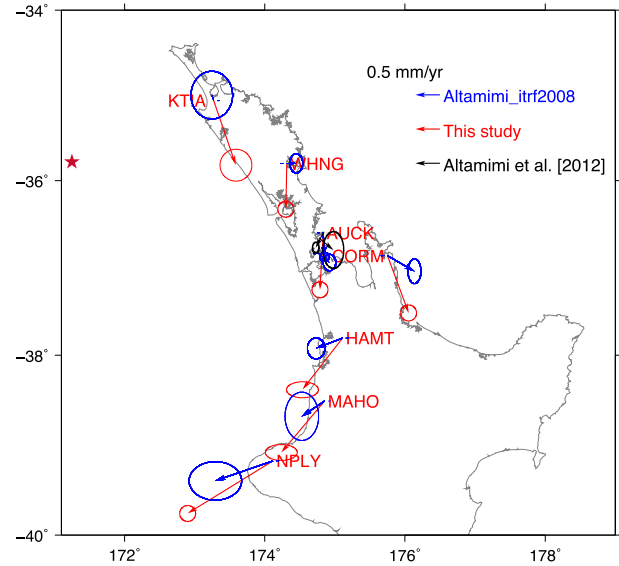 −34˚
0.5 mm/yr
Altamimi_itrf2008
KTIA
This study
WHNG
Altamimi et al. [2012]
−36˚
AUCK
CORM
HAMT
−38˚
MAHO
NPLY
−40˚
172˚ 174˚ 176˚ 178˚